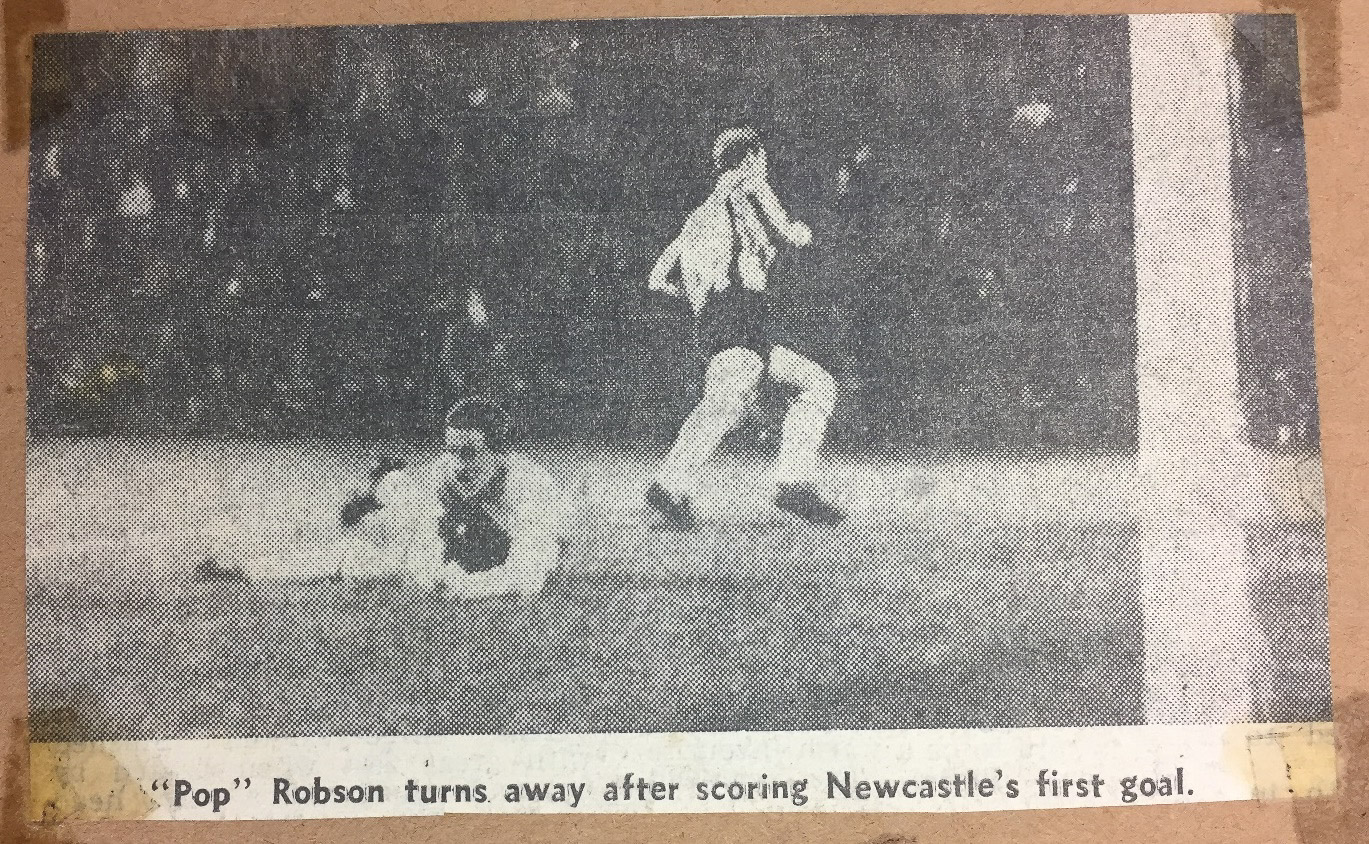 “Pop” Robson turns away after scoring Newcastle’s first goal.